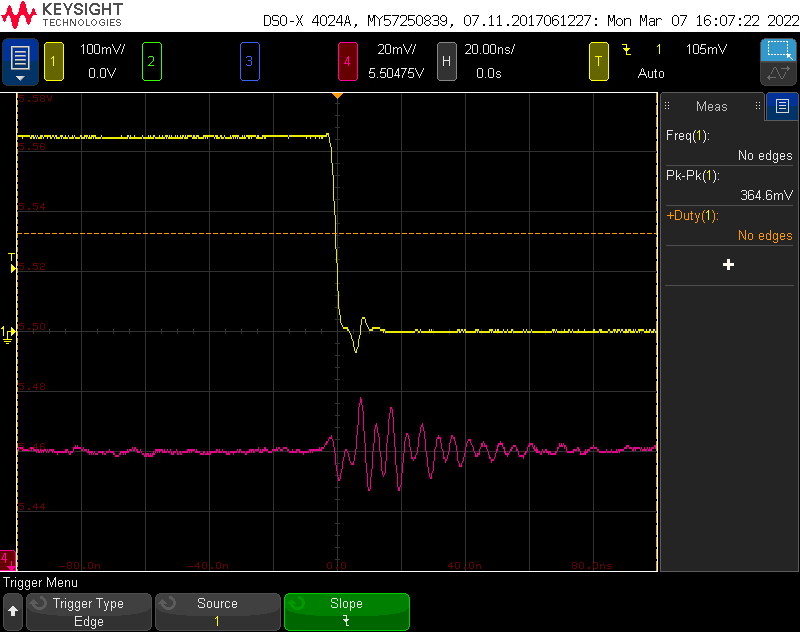 KEYSIGHT
TECHNOLOGIES
DSO-X 4024A, MY57250839, 07.11.2017061227: Mon Mar 07 16:07:22 2022
1 100mV/ 2 3 4 20mV/ H 20.00ns/ T 1 105mV
0.0V 5.50475V 0.0s Auto
5.58V
5.56
5.54
5.52
5.50
5.48
5.46
5.44
T
1
4
-80.0n -40.0n 0.0 40.0n 80.0ns
Meas
Freq(1):
No edges
Pk-Pk(1):
364.6mV
+Duty(1):
No edges
Trigger Menu
Trigger Type
Edge
Source
1
Slope